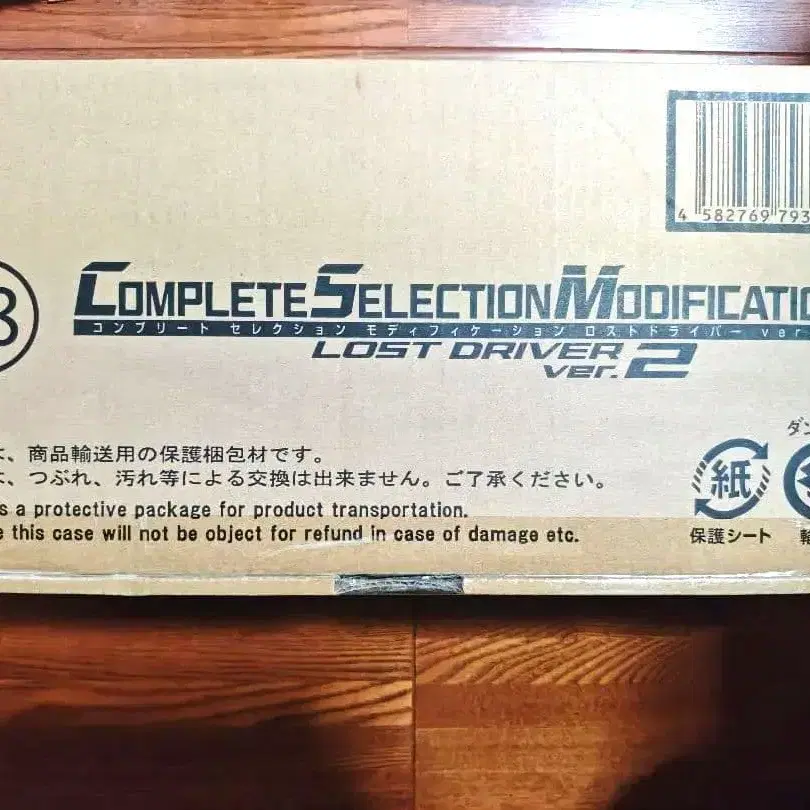 4 582769 793
COMPLETE SELECTION MODIFICATIO
コンプリート セレクション モディフィケーション ロストドライバー ver.
LOST DRIVER
ver. 2
は、商品輸送用の保護梱包材です。
は、つぶれ、汚れ等による交換は出来ません。ご了承ください。
s a protective package for product transportation.
e this case will not be object for refund in case of damage etc.
紙
保護シート
ダン